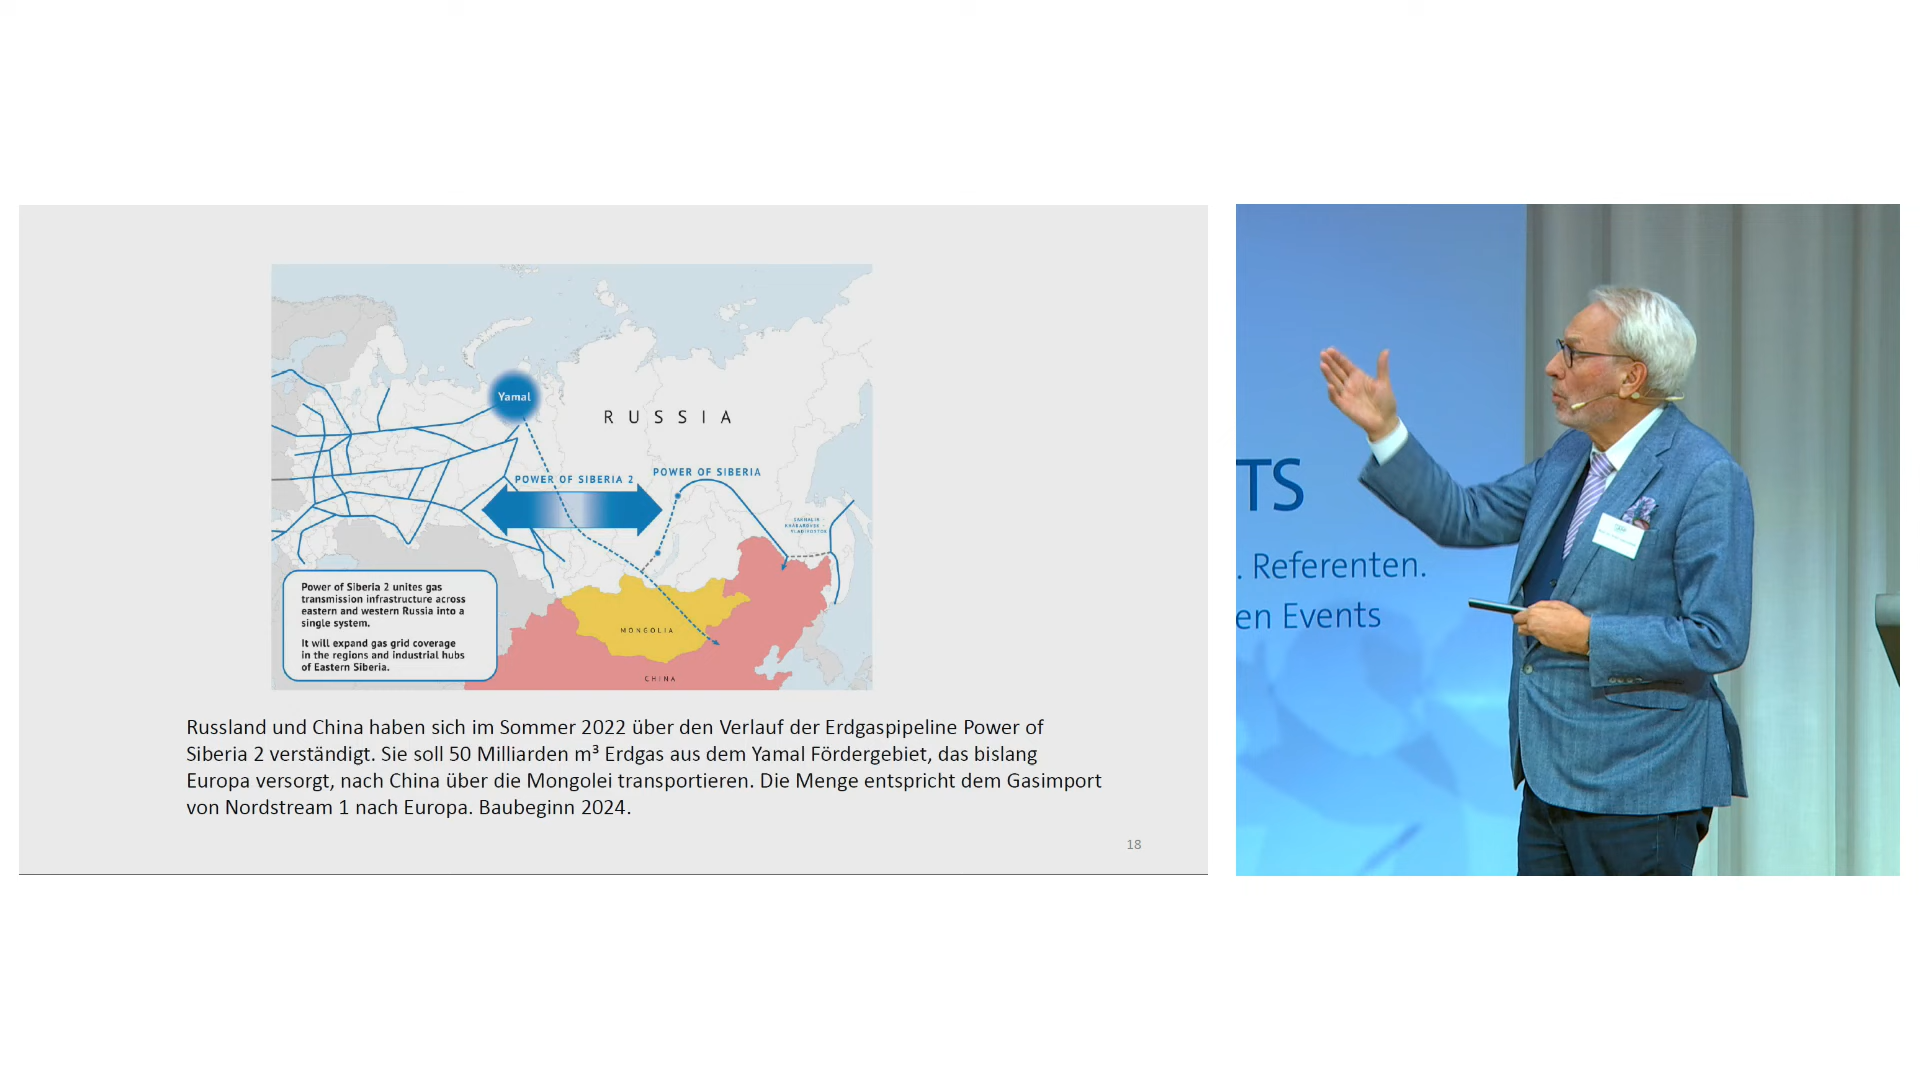 Yamal
RUSSIA
POWER OF SIBERIA
POWER OF SIBERIA 2
SAKHALIN -
KHABAROVSK -
VLADIVOSTOK
Power of Siberia 2 unites gas
transmission infrastructure across
eastern and western Russia into a
single system.
It will expand gas grid coverage
in the regions and industrial hubs
of Eastern Siberia.
MONGOLIA
CHINA
Russland und China haben sich im Sommer 2022 über den Verlauf der Erdgaspipeline Power of
Siberia 2 verständigt. Sie soll 50 Milliarden m³ Erdgas aus dem Yamal Fördergebiet, das bislang
Europa versorgt, nach China über die Mongolei transportieren. Die Menge entspricht dem Gasimport
von Nordstream 1 nach Europa. Baubeginn 2024.
18
TS
. Referenten.
en Events